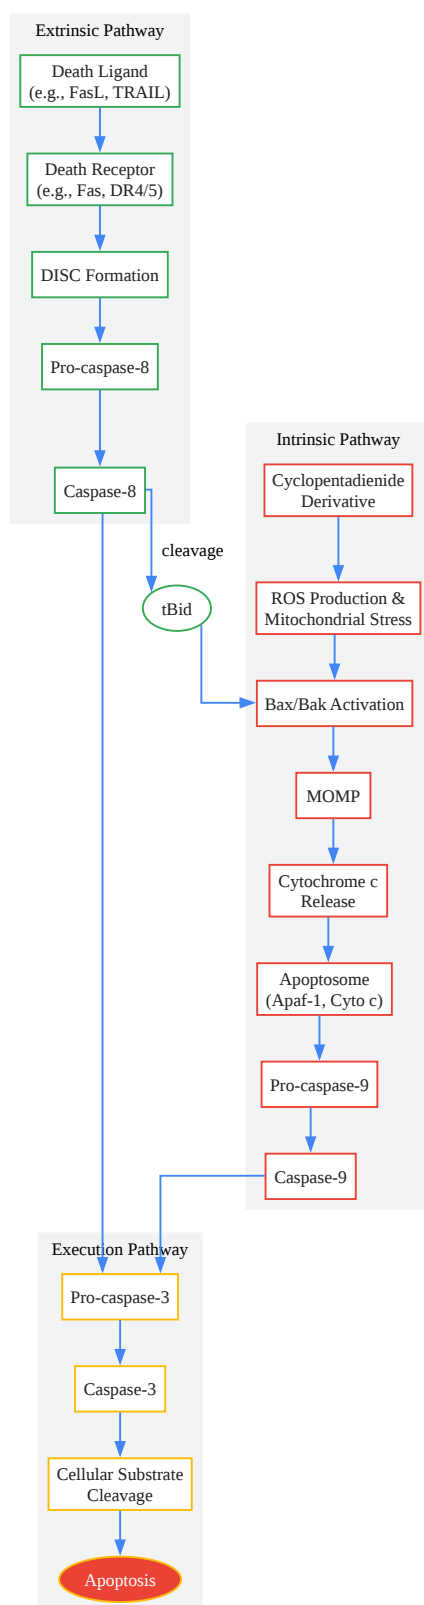 Extrinsic Pathway
Death Ligand
(e.g., FasL, TRAIL)
Death Receptor
(e.g., Fas, DR4/5)
DISC Formation
Pro-caspase-8
Caspase-8
cleavage
tBid
Intrinsic Pathway
Cyclopentadienide
Derivative
ROS Production &
Mitochondrial Stress
Bax/Bak Activation
MOMP
Cytochrome c
Release
Apoptosome
(Apaf-1, Cyto c)
Pro-caspase-9
Caspase-9
Execution Pathway
Pro-caspase-3
Caspase-3
Cellular Substrate
Cleavage
Apoptosis